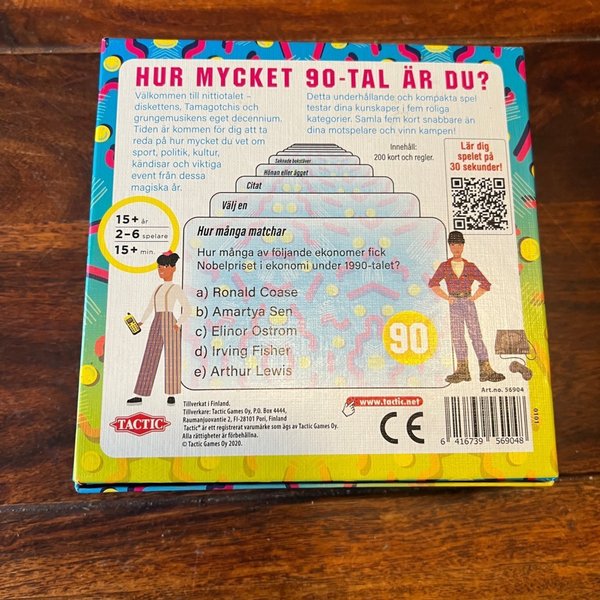 HUR MYCKET 90-TAL ÄR DU?
Välkommen till nittiotalet –
diskettens, Tamagotchis och
grungemusikens eget decennium.
Tiden är kommen för dig att ta
reda på hur mycket du vet om
sport, politik, kultur,
kändisar och viktiga
event från dessa
magiska år.
Detta underhållande och kompakta spel
testar dina kunskaper i fem roliga
kategorier. Samla fem kort snabbare än
dina motspelare och vinn kampen!
Innehåll:
200 kort och regler.
Lär dig
spelet på
30 sekunder!
15+ år
2–6 spelare
15+ min.
Saknade bokstäver
Hönan eller ägget
Citat
Välj en
Hur många matchar
Hur många av följande ekonomer fick
Nobelpriset i ekonomi under 1990-talet?
a) Ronald Coase
b) Amartya Sen
c) Elinor Ostrom
d) Irving Fisher
e) Arthur Lewis
90
TACTIC
Tillverkat i Finland.
Tillverkare: Tactic Games Oy, P.O. Box 4444,
Raumanjuovantie 2, FI-28101 Pori, Finland
Tactic® är ett registrerat varumärke som ägs av Tactic Games Oy.
Alla rättigheter är förbehållna.
© Tactic Games Oy 2020.
www.tactic.net
CE
Art.no. 56904
6 416739 569048
0101